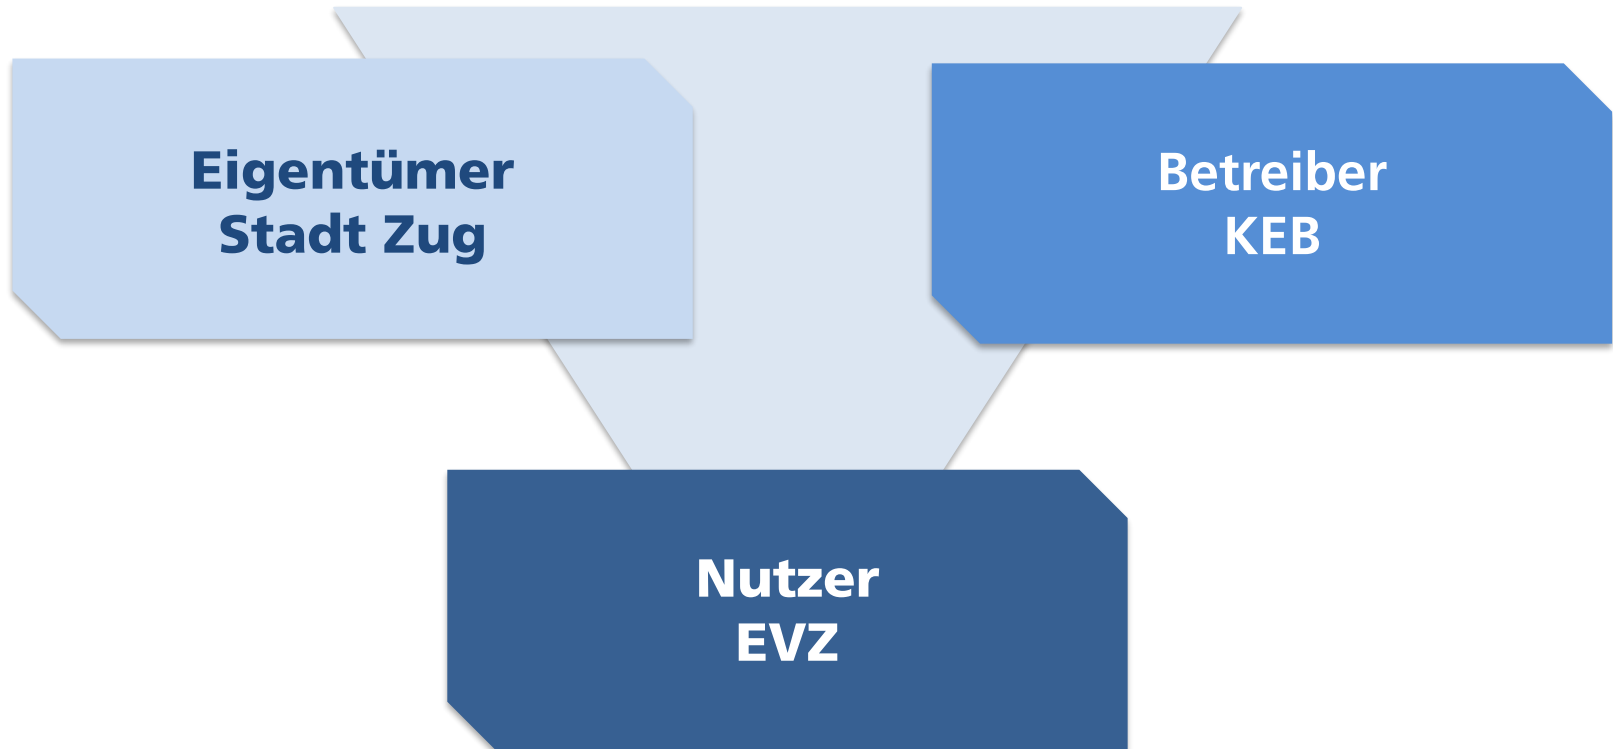 Eigentümer
Stadt Zug
Betreiber
KEB
Nutzer
EVZ